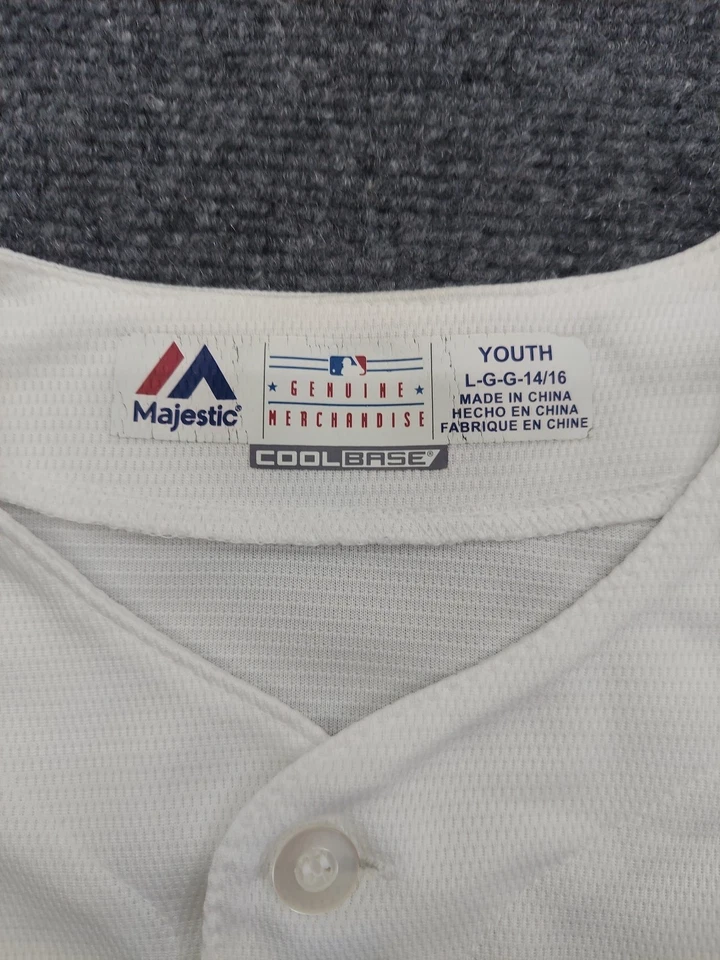 Majestic®
GENUINE
MERCHANDISE
YOUTH
L-G-G-14/16
MADE IN CHINA
HECHO EN CHINA
FABRIQUE EN CHINE
COOLBASE®